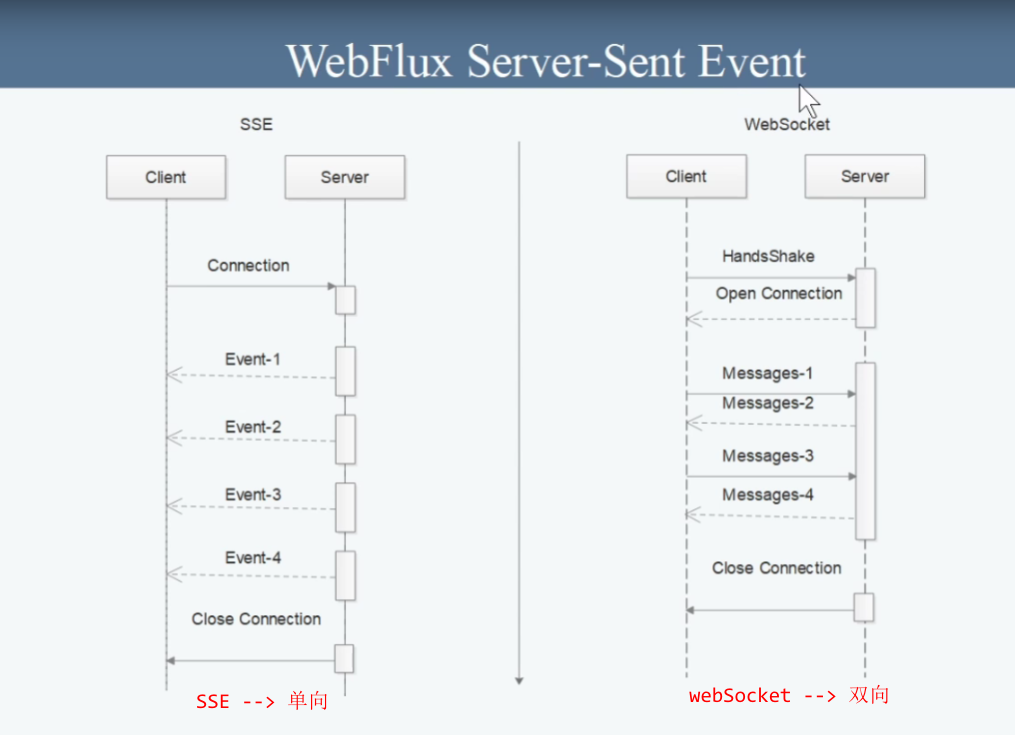 WebFlux Server-Sent Event
SSE
Client
Server
Connection
Event-1
Event-2
Event-3
Event-4
Close Connection
SSE --> 单向
WebSocket
Client
Server
HandsShake
Open Connection
Messages-1
Messages-2
Messages-3
Messages-4
Close Connection
webSocket --> 双向